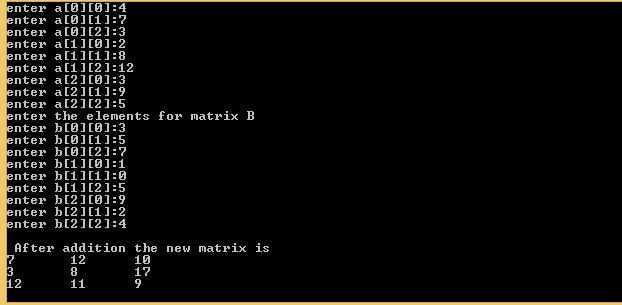 enter a[0][0]:4
enter a[0][1]:7
enter a[0][2]:3
enter a[1][0]:2
enter a[1][1]:8
enter a[1][2]:12
enter a[2][0]:3
enter a[2][1]:9
enter a[2][2]:5
enter the elements for matrix B
enter b[0][0]:3
enter b[0][1]:5
enter b[0][2]:7
enter b[1][0]:1
enter b[1][1]:0
enter b[1][2]:5
enter b[2][0]:9
enter b[2][1]:2
enter b[2][2]:4
After addition the new matrix is
7 12 10
3 8 17
12 11 9